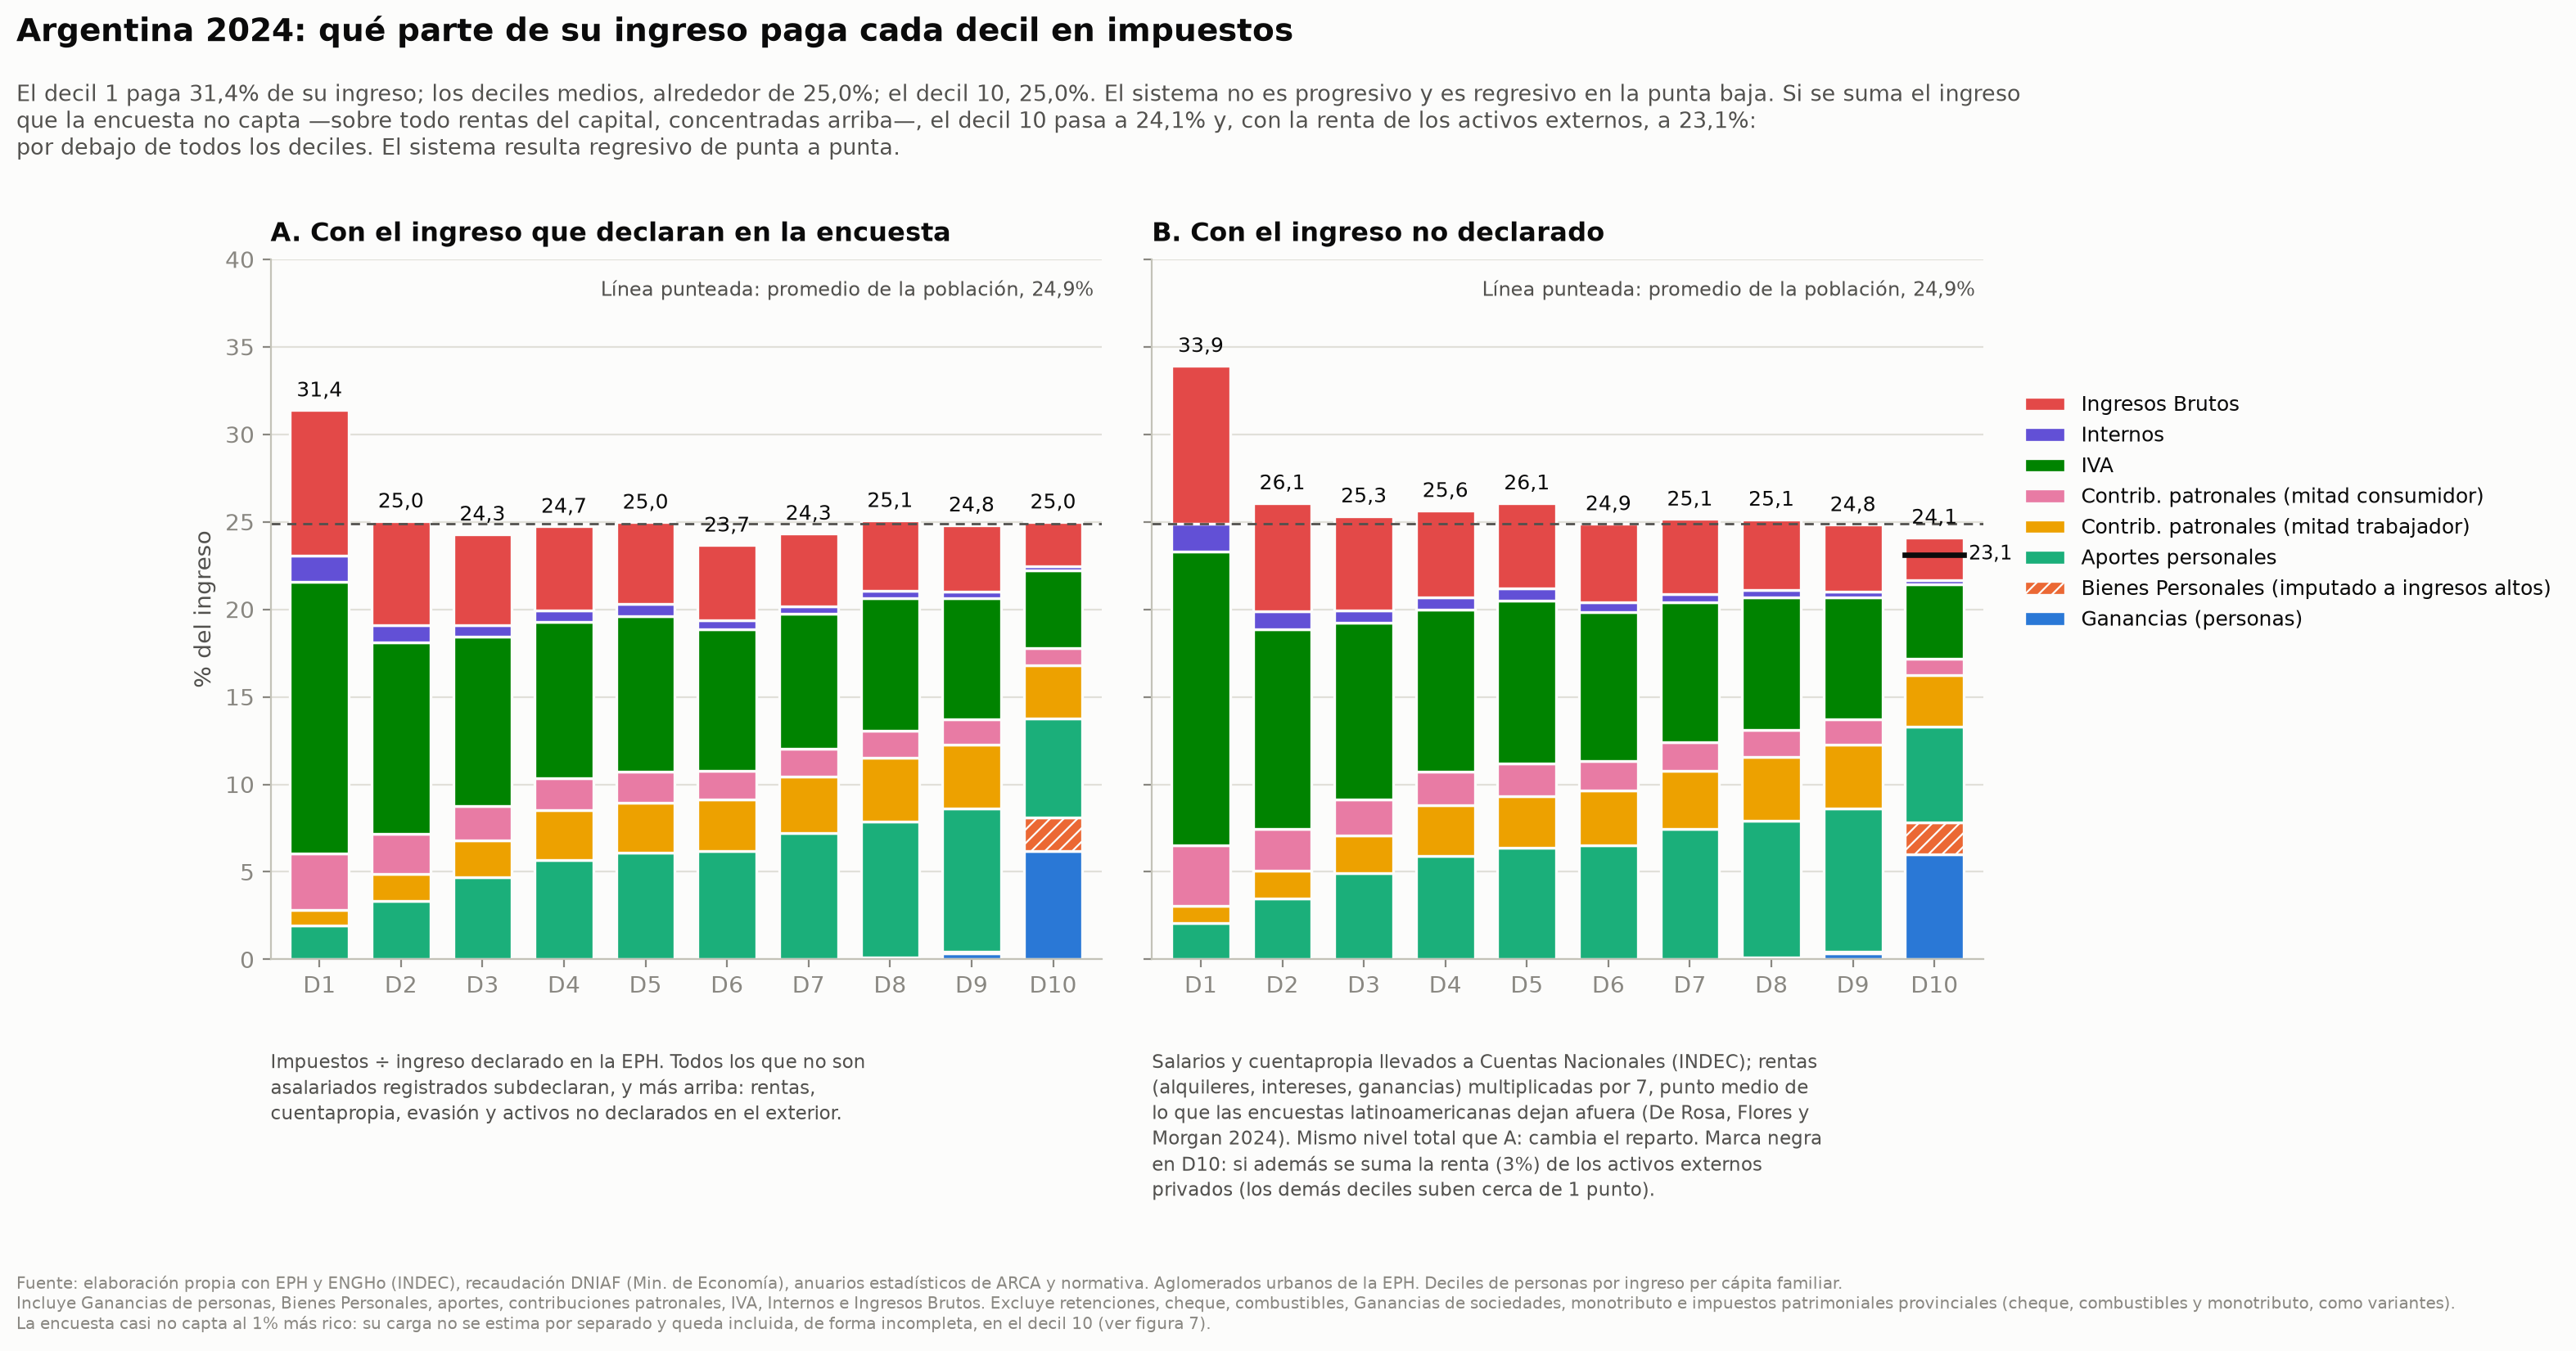 Argentina 2024: qué parte de su ingreso paga cada decil en impuestos
El decil 1 paga 31,4% de su ingreso; los deciles medios, alrededor de 25,0%; el decil 10, 25,0%. El sistema no es progresivo y es regresivo en la punta baja. Si se suma el ingreso
que la encuesta no capta —sobre todo rentas del capital, concentradas arriba—, el decil 10 pasa a 24,1% y, con la renta de los activos externos, a 23,1%:
por debajo de todos los deciles. El sistema resulta regresivo de punta a punta.
A. Con el ingreso que declaran en la encuesta
Línea punteada: promedio de la población, 24,9%
% del ingreso
40
35
30
25
20
15
10
5
0
31,4
25,0
24,3
24,7
25,0
23,7
24,3
25,1
24,8
25,0
D1 D2 D3 D4 D5 D6 D7 D8 D9 D10
Impuestos ÷ ingreso declarado en la EPH. Todos los que no son
asalariados registrados subdeclaran, y más arriba: rentas,
cuentapropia, evasión y activos no declarados en el exterior.
B. Con el ingreso no declarado
Línea punteada: promedio de la población, 24,9%
33,9
26,1
25,3
25,6
26,1
24,9
25,1
25,1
24,8
24,1
23,1
D1 D2 D3 D4 D5 D6 D7 D8 D9 D10
Salarios y cuentapropia llevados a Cuentas Nacionales (INDEC); rentas
(alquileres, intereses, ganancias) multiplicadas por 7, punto medio de
lo que las encuestas latinoamericanas dejan afuera (De Rosa, Flores y
Morgan 2024). Mismo nivel total que A: cambia el reparto. Marca negra
en D10: si además se suma la renta (3%) de los activos externos
privados (los demás deciles suben cerca de 1 punto).
Ingresos Brutos
Internos
IVA
Contrib. patronales (mitad consumidor)
Contrib. patronales (mitad trabajador)
Aportes personales
Bienes Personales (imputado a ingresos altos)
Ganancias (personas)
Fuente: elaboración propia con EPH y ENGHo (INDEC), recaudación DNIAF (Min. de Economía), anuarios estadísticos de ARCA y normativa. Aglomerados urbanos de la EPH. Deciles de personas por ingreso per cápita familiar.
Incluye Ganancias de personas, Bienes Personales, aportes, contribuciones patronales, IVA, Internos e Ingresos Brutos. Excluye retenciones, cheque, combustibles, Ganancias de sociedades, monotributo e impuestos patrimoniales provinciales (cheque, combustibles y monotributo, como variantes).
La encuesta casi no capta al 1% más rico: su carga no se estima por separado y queda incluida, de forma incompleta, en el decil 10 (ver figura 7).